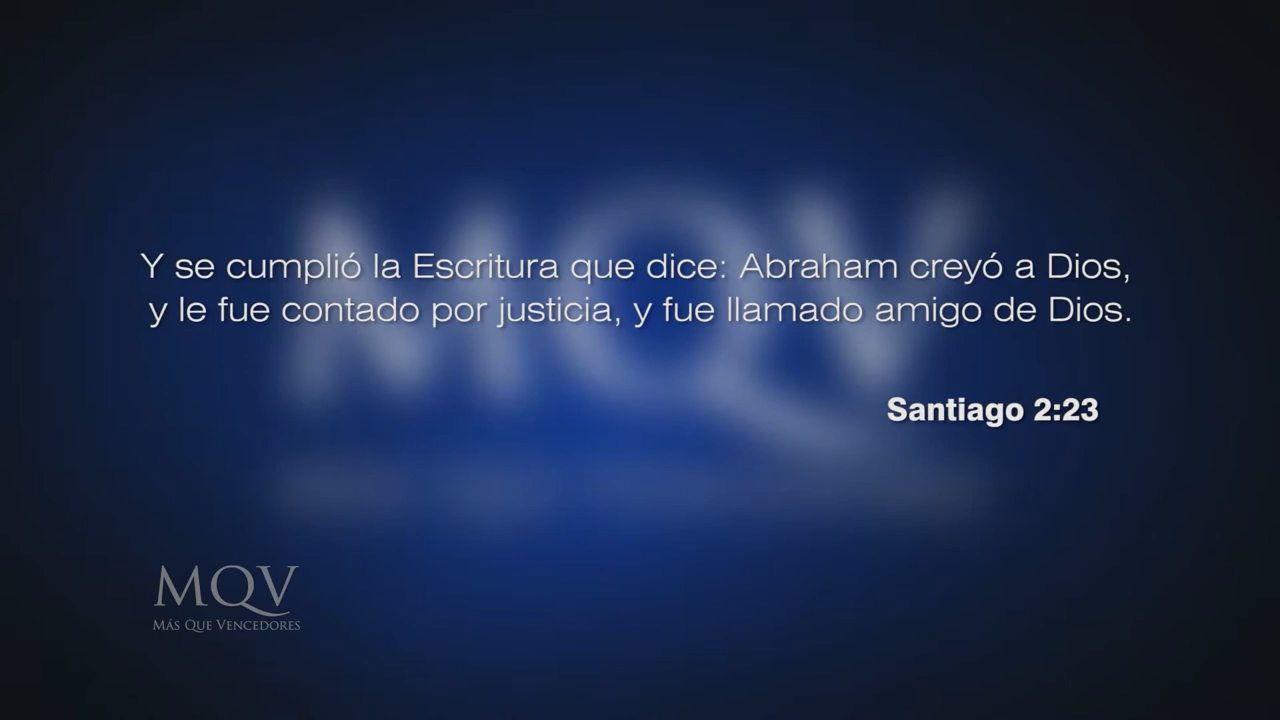 Y se cumplió la Escritura que dice: Abraham creyó a Dios,
y le fue contado por justicia, y fue llamado amigo de Dios.
Santiago 2:23
MQV
MQV
MÁS QUE VENCEDORES